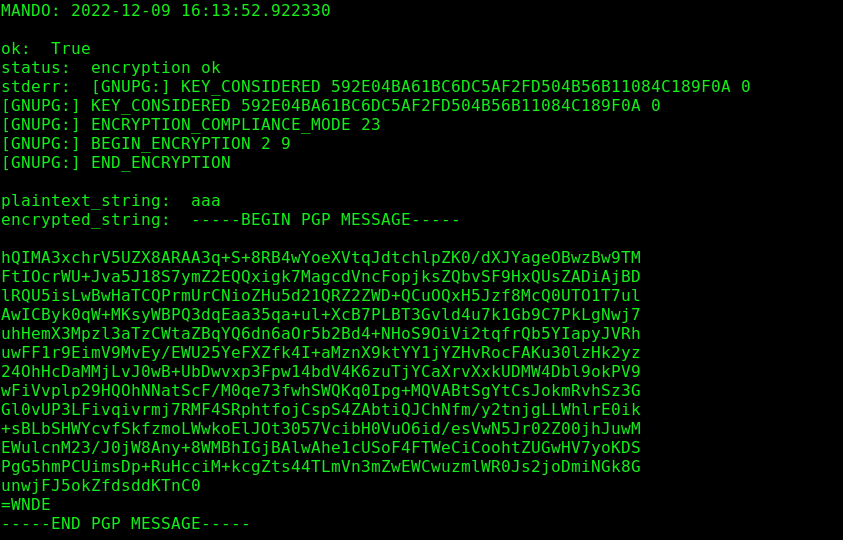 MANDO: 2022-12-09 16:13:52.922330
ok:  True
status:  encryption ok
stderr:  [GNUPG:] KEY_CONSIDERED 592E04BA61BC6DC5AF2FD504B56B11084C189F0A 0
[GNUPG:] KEY_CONSIDERED 592E04BA61BC6DC5AF2FD504B56B11084C189F0A 0
[GNUPG:] ENCRYPTION_COMPLIANCE_MODE 23
[GNUPG:] BEGIN_ENCRYPTION 2 9
[GNUPG:] END_ENCRYPTION
plaintext_string:  aaa
encrypted_string:  -----BEGIN PGP MESSAGE-----
hQIMA3xchrV5UZX8ARAA3q+S+8RB4wYoeXVtqJdtchlpZK0/dXJYageOBwzBw9TM
FtIOcrWU+Jva5J18S7ymZ2EQQxigk7MagcdVncFopjksZQbvSF9HxQUsZADiAjBD
lRQU5isLwBwHaTCQPrmUrCNioZHu5d21QRZ2ZWD+QCuOQxH5Jzf8McQ0UTO1T7ul
AwICByk0qW+MKsyWBPQ3dqEaa35qa+ul+XcB7PLBT3Gvld4u7k1Gb9C7PkLgNwj7
uhHemX3Mpzl3aTzCWtaZBqYQ6dn6aOr5b2Bd4+NHoS9OiVi2tqfrQb5YIapyJVRh
uwFF1r9EimV9MvEy/EWU25YeFXZfk4I+aMznX9ktYY1jYZHvRocFAKu30lzHk2yz
24OhHcDaMMjLvJ0wB+UbDwvxp3Fpw14bdV4K6zuTjYCaXrvXxkUDMW4Dbl9okPV9
wFiVvplp29HQOhNNatScF/M0qe73fwhSWQKq0Ipg+MQVABtSgYtCsJokmRvhSz3G
Gl0vUP3LFivqivrmj7RMF4SRphtfojCspS4ZAbtiQJChNfm/y2tnjgLLWhlrE0ik
+sBLbSHWYcvfSkfzmoLWwkoElJOt3057VcibH0VuO6id/esVwN5Jr02Z00jhJuwM
EWulcnM23/J0jW8Any+8WMBhIGjBAlwAhe1cUSoF4FTWeCiCoohtZUGwHV7yoKDS
PgG5hmPCUimsDp+RuHcciM+kcgZts44TLmVn3mZwEWCwuzmlWR0Js2joDmiNGk8G
unwjFJ5okZfdsddKTnC0
=WNDE
-----END PGP MESSAGE-----